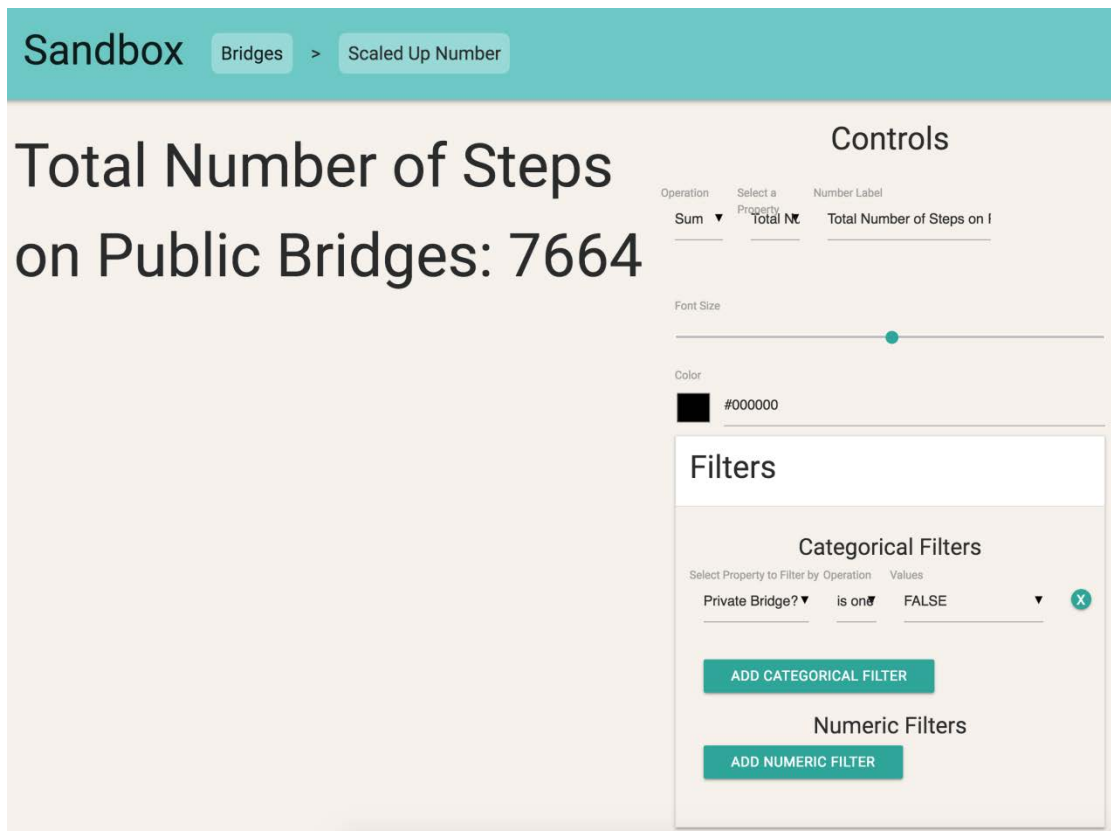 Sandbox Bridges > Scaled Up Number
Total Number of Steps
on Public Bridges: 7664
Controls
Operation Select a Property Number Label
Sum ▼ Total Nu ▼ Total Number of Steps on
Font Size
Color
#000000
Filters
Categorical Filters
Select Property to Filter by Operation Values
Private Bridge? ▼ is one ▼ FALSE ▼ X
ADD CATEGORICAL FILTER
Numeric Filters
ADD NUMERIC FILTER